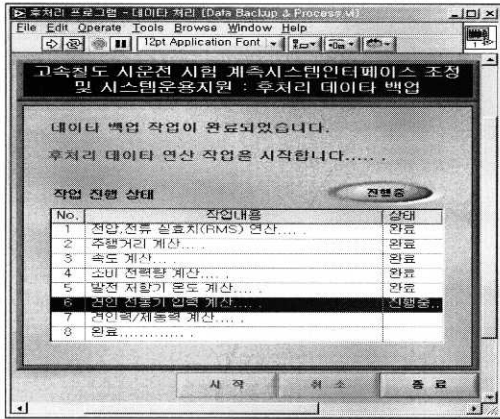 후처리 프로그램 - 데이타 처리 [Data Backup & Process.vi]
File Edit Operate Tools Browse Window Help
12pt Application Font
고속철도 시운전 시험 계측시스템인터페이스 조정
및 시스템운용지원 : 후처리 데이타 백업
데이타 백업 작업이 완료되었습니다.
후처리 데이타 연산 작업을 시작합니다..... .
작업 진행 상태
진행중
No. 작업내용 상태
1 전압,전류 실효치(RMS) 연산.... . 완료
2 주행거리 계산.... . 완료
3 속도 계산.... . 완료
4 소비 전력량 계산.... . 완료
5 발전 저항기 온도 계산.... . 완료
6 견인 전동기 입력 계산.... . 진행중..
7 견인력/제동력 계산.... .
8 완료.............. .
시 작 취 소 종 료